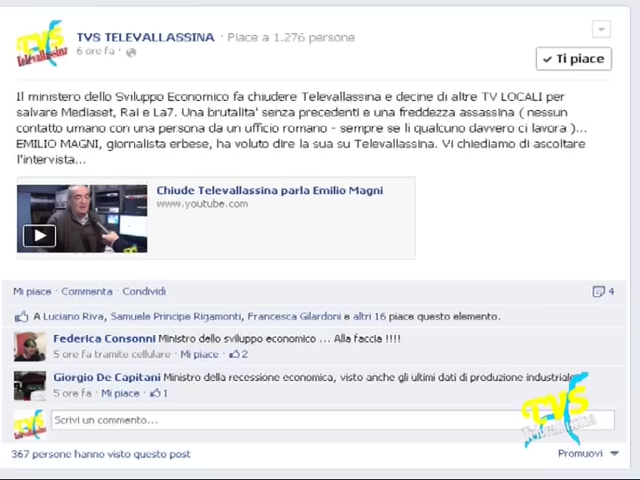 TVS
Televallassina
TVS TELEVALLASSINA · Piace a 1.276 persone
6 ore fa
Ti piace
Il ministero dello Sviluppo Economico fa chiudere Televallassina e decine di altre TV LOCALI per
salvare Mediaset, Rai e La7. Una brutalita' senza precedenti e una freddezza assassina ( nessun
contatto umano con una persona da un ufficio romano - sempre se li qualcuno davvero ci lavora )...
EMILIO MAGNI, giornalista erbese, ha voluto dire la sua su Televallassina. Vi chiediamo di ascoltare
l'intervista...
Chiude Televallassina parla Emilio Magni
www.youtube.com
Mi piace · Commenta · Condividi
4
A Luciano Riva, Samuele Principe Rigamonti, Francesca Gilardoni e altri 16 piace questo elemento.
Federica Consonni Ministro dello sviluppo economico ... Alla faccia !!!!
5 ore fa tramite cellulare · Mi piace · 2
Giorgio De Capitani Ministro della recessione economica, visto anche gli ultimi dati di produzione industriale
5 ore fa · Mi piace · 1
Scrivi un commento...
TVS
Televallassina
367 persone hanno visto questo post
Promuovi